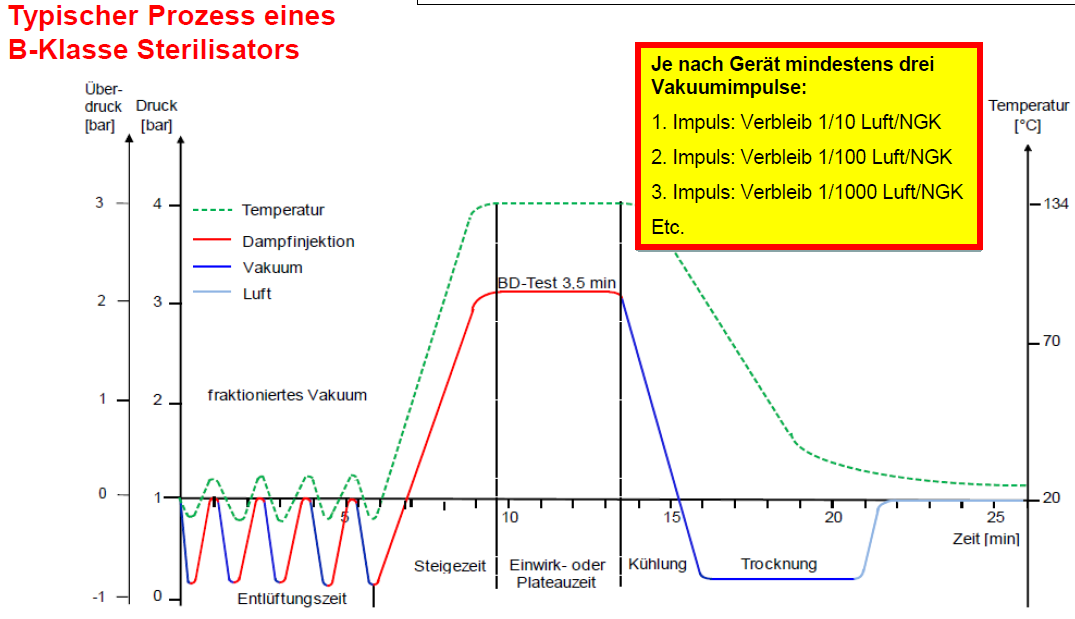 Typischer Prozess eines
B-Klasse Sterilisators
Je nach Gerät mindestens drei
Vakuumimpulse:
1. Impuls: Verbleib 1/10 Luft/NGK
2. Impuls: Verbleib 1/100 Luft/NGK
3. Impuls: Verbleib 1/1000 Luft/NGK
Etc.
Über-
druck
[bar]
Druck
[bar]
Temperatur
[°C]
3
4
134
Temperatur
Dampfinjektion
Vakuum
Luft
BD-Test 3,5 min
2
3
70
fraktioniertes Vakuum
1
2
0
1
5
10
15
20
25
20
Zeit [min]
Steigezeit
Einwirk- oder
Plateauzeit
Kühlung
Trocknung
Entlüftungszeit
-1
0